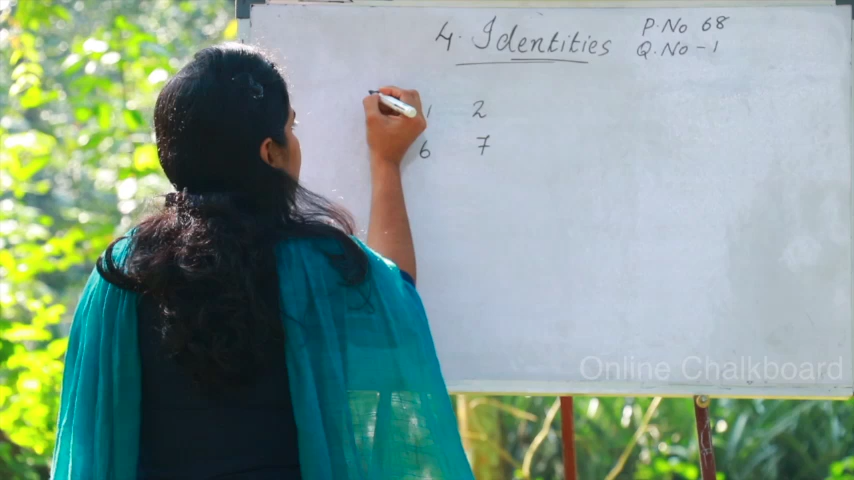 4. Identities
P.No 68
Q.No - 1
1 2
6 7
Online Chalkboard